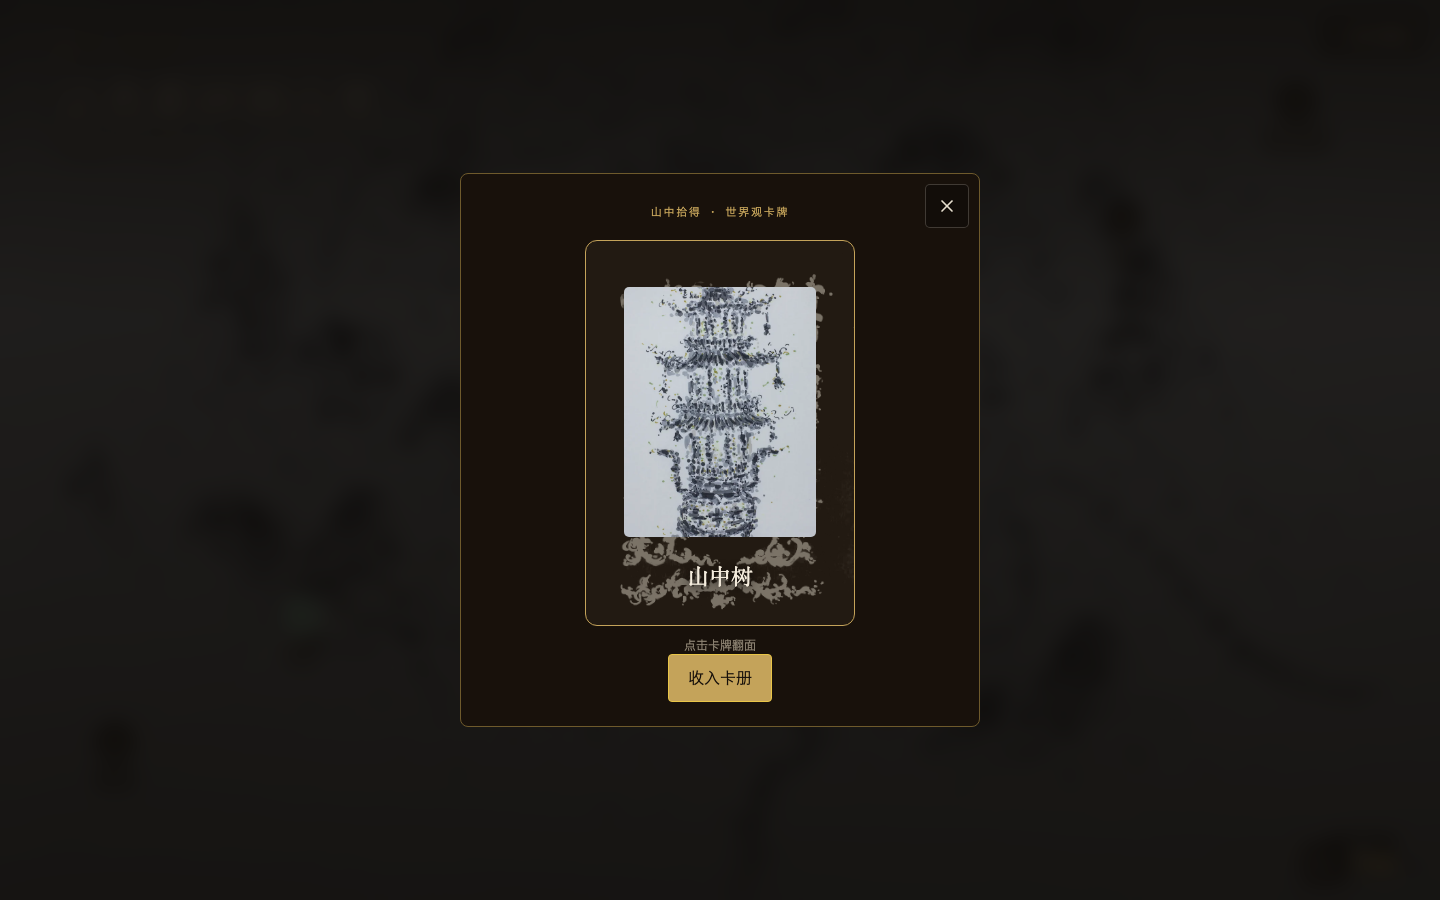 山中拾得 · 世界观卡牌
山中树
点击卡牌翻面
收入卡册